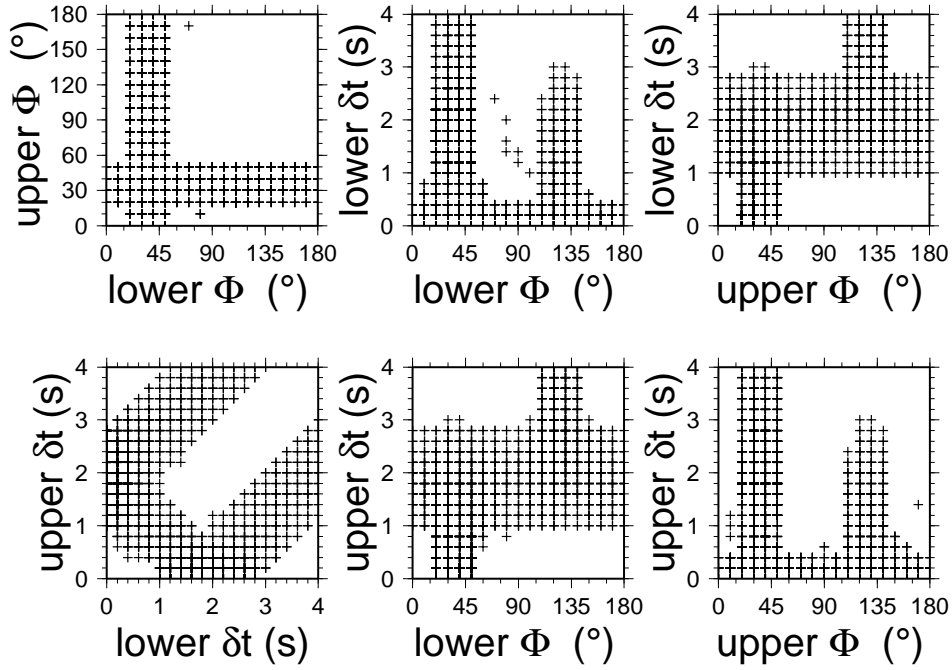 upper Φ (°)
180
150
120
90
60
30
0
0 45 90 135 180
lower Φ (°)
lower δt (s)
4
3
2
1
0
0 45 90 135 180
lower Φ (°)
lower δt (s)
4
3
2
1
0
0 45 90 135 180
upper Φ (°)
upper δt (s)
4
3
2
1
0
0 1 2 3 4
lower δt (s)
upper δt (s)
4
3
2
1
0
0 45 90 135 180
lower Φ (°)
upper δt (s)
4
3
2
1
0
0 45 90 135 180
upper Φ (°)